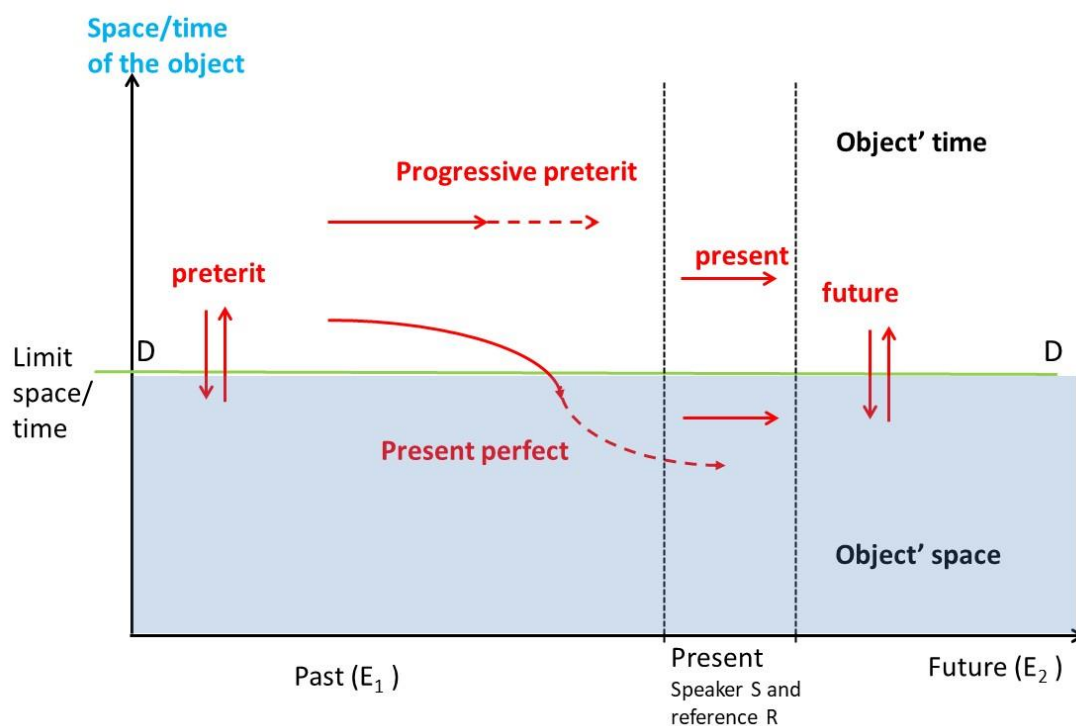 Space/time
of the object
Object' time
Progressive preterit
present
preterit
future
D
D
Limit
space/
time
Present perfect
Object' space
Past (E₁ )
Present
Speaker S and
reference R
Future (E₂ )